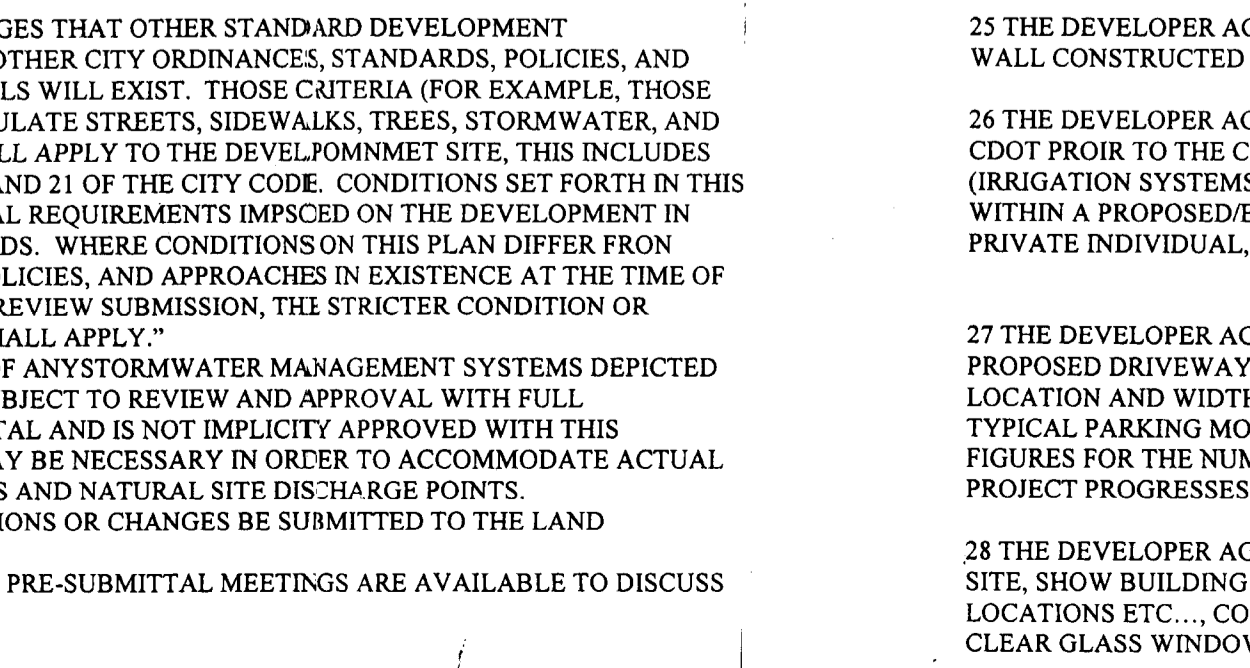 GES THAT OTHER STANDARD DEVELOPMENT
OTHER CITY ORDINANCES, STANDARDS, POLICIES, AND
LS WILL EXIST. THOSE CRITERIA (FOR EXAMPLE, THOSE
ULATE STREETS, SIDEWALKS, TREES, STORMWATER, AND
LL APPLY TO THE DEVELPOMNMET SITE, THIS INCLUDES
AND 21 OF THE CITY CODE. CONDITIONS SET FORTH IN THIS
AL REQUIREMENTS IMPSOED ON THE DEVELOPMENT IN
DS. WHERE CONDITIONS ON THIS PLAN DIFFER FRON
OLICIES, AND APPROACHES IN EXISTENCE AT THE TIME OF
REVIEW SUBMISSION, THE STRICTER CONDITION OR
HALL APPLY.”
F ANYSTORMWATER MANAGEMENT SYSTEMS DEPICTED
BJECT TO REVIEW AND APPROVAL WITH FULL
TAL AND IS NOT IMPLICITY APPROVED WITH THIS
AY BE NECESSARY IN ORDER TO ACCOMMODATE ACTUAL
S AND NATURAL SITE DISCHARGE POINTS.
IONS OR CHANGES BE SUBMITTED TO THE LAND
PRE-SUBMITTAL MEETINGS ARE AVAILABLE TO DISCUSS
25 THE DEVELOPER AG
WALL CONSTRUCTED
26 THE DEVELOPER AG
CDOT PROIR TO THE C
(IRRIGATION SYSTEMS
WITHIN A PROPOSED/E
PRIVATE INDIVIDUAL,
27 THE DEVELOPER AG
PROPOSED DRIVEWAY
LOCATION AND WIDTH
TYPICAL PARKING MO
FIGURES FOR THE NUM
PROJECT PROGRESSES
28 THE DEVELOPER AG
SITE, SHOW BUILDING
LOCATIONS ETC..., CO
CLEAR GLASS WINDOW